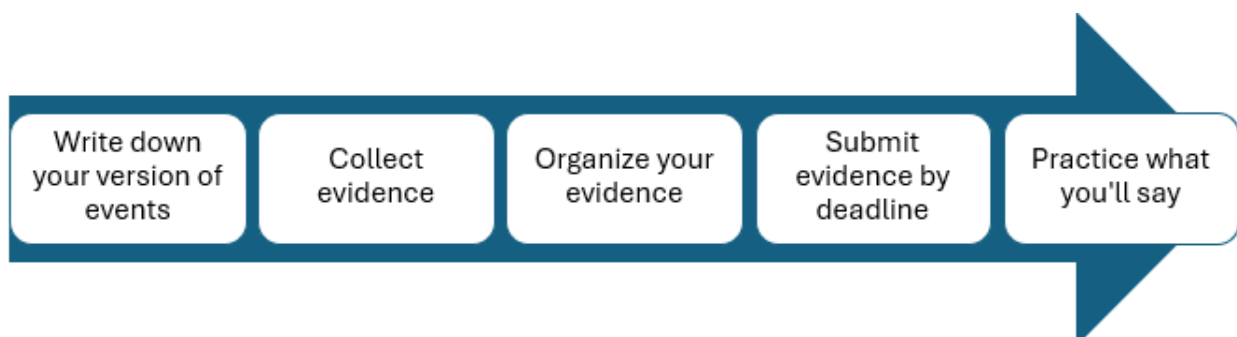 Write down
your version of
events
Collect
evidence
Organize your
evidence
Submit
evidence by
deadline
Practice what
you'll say